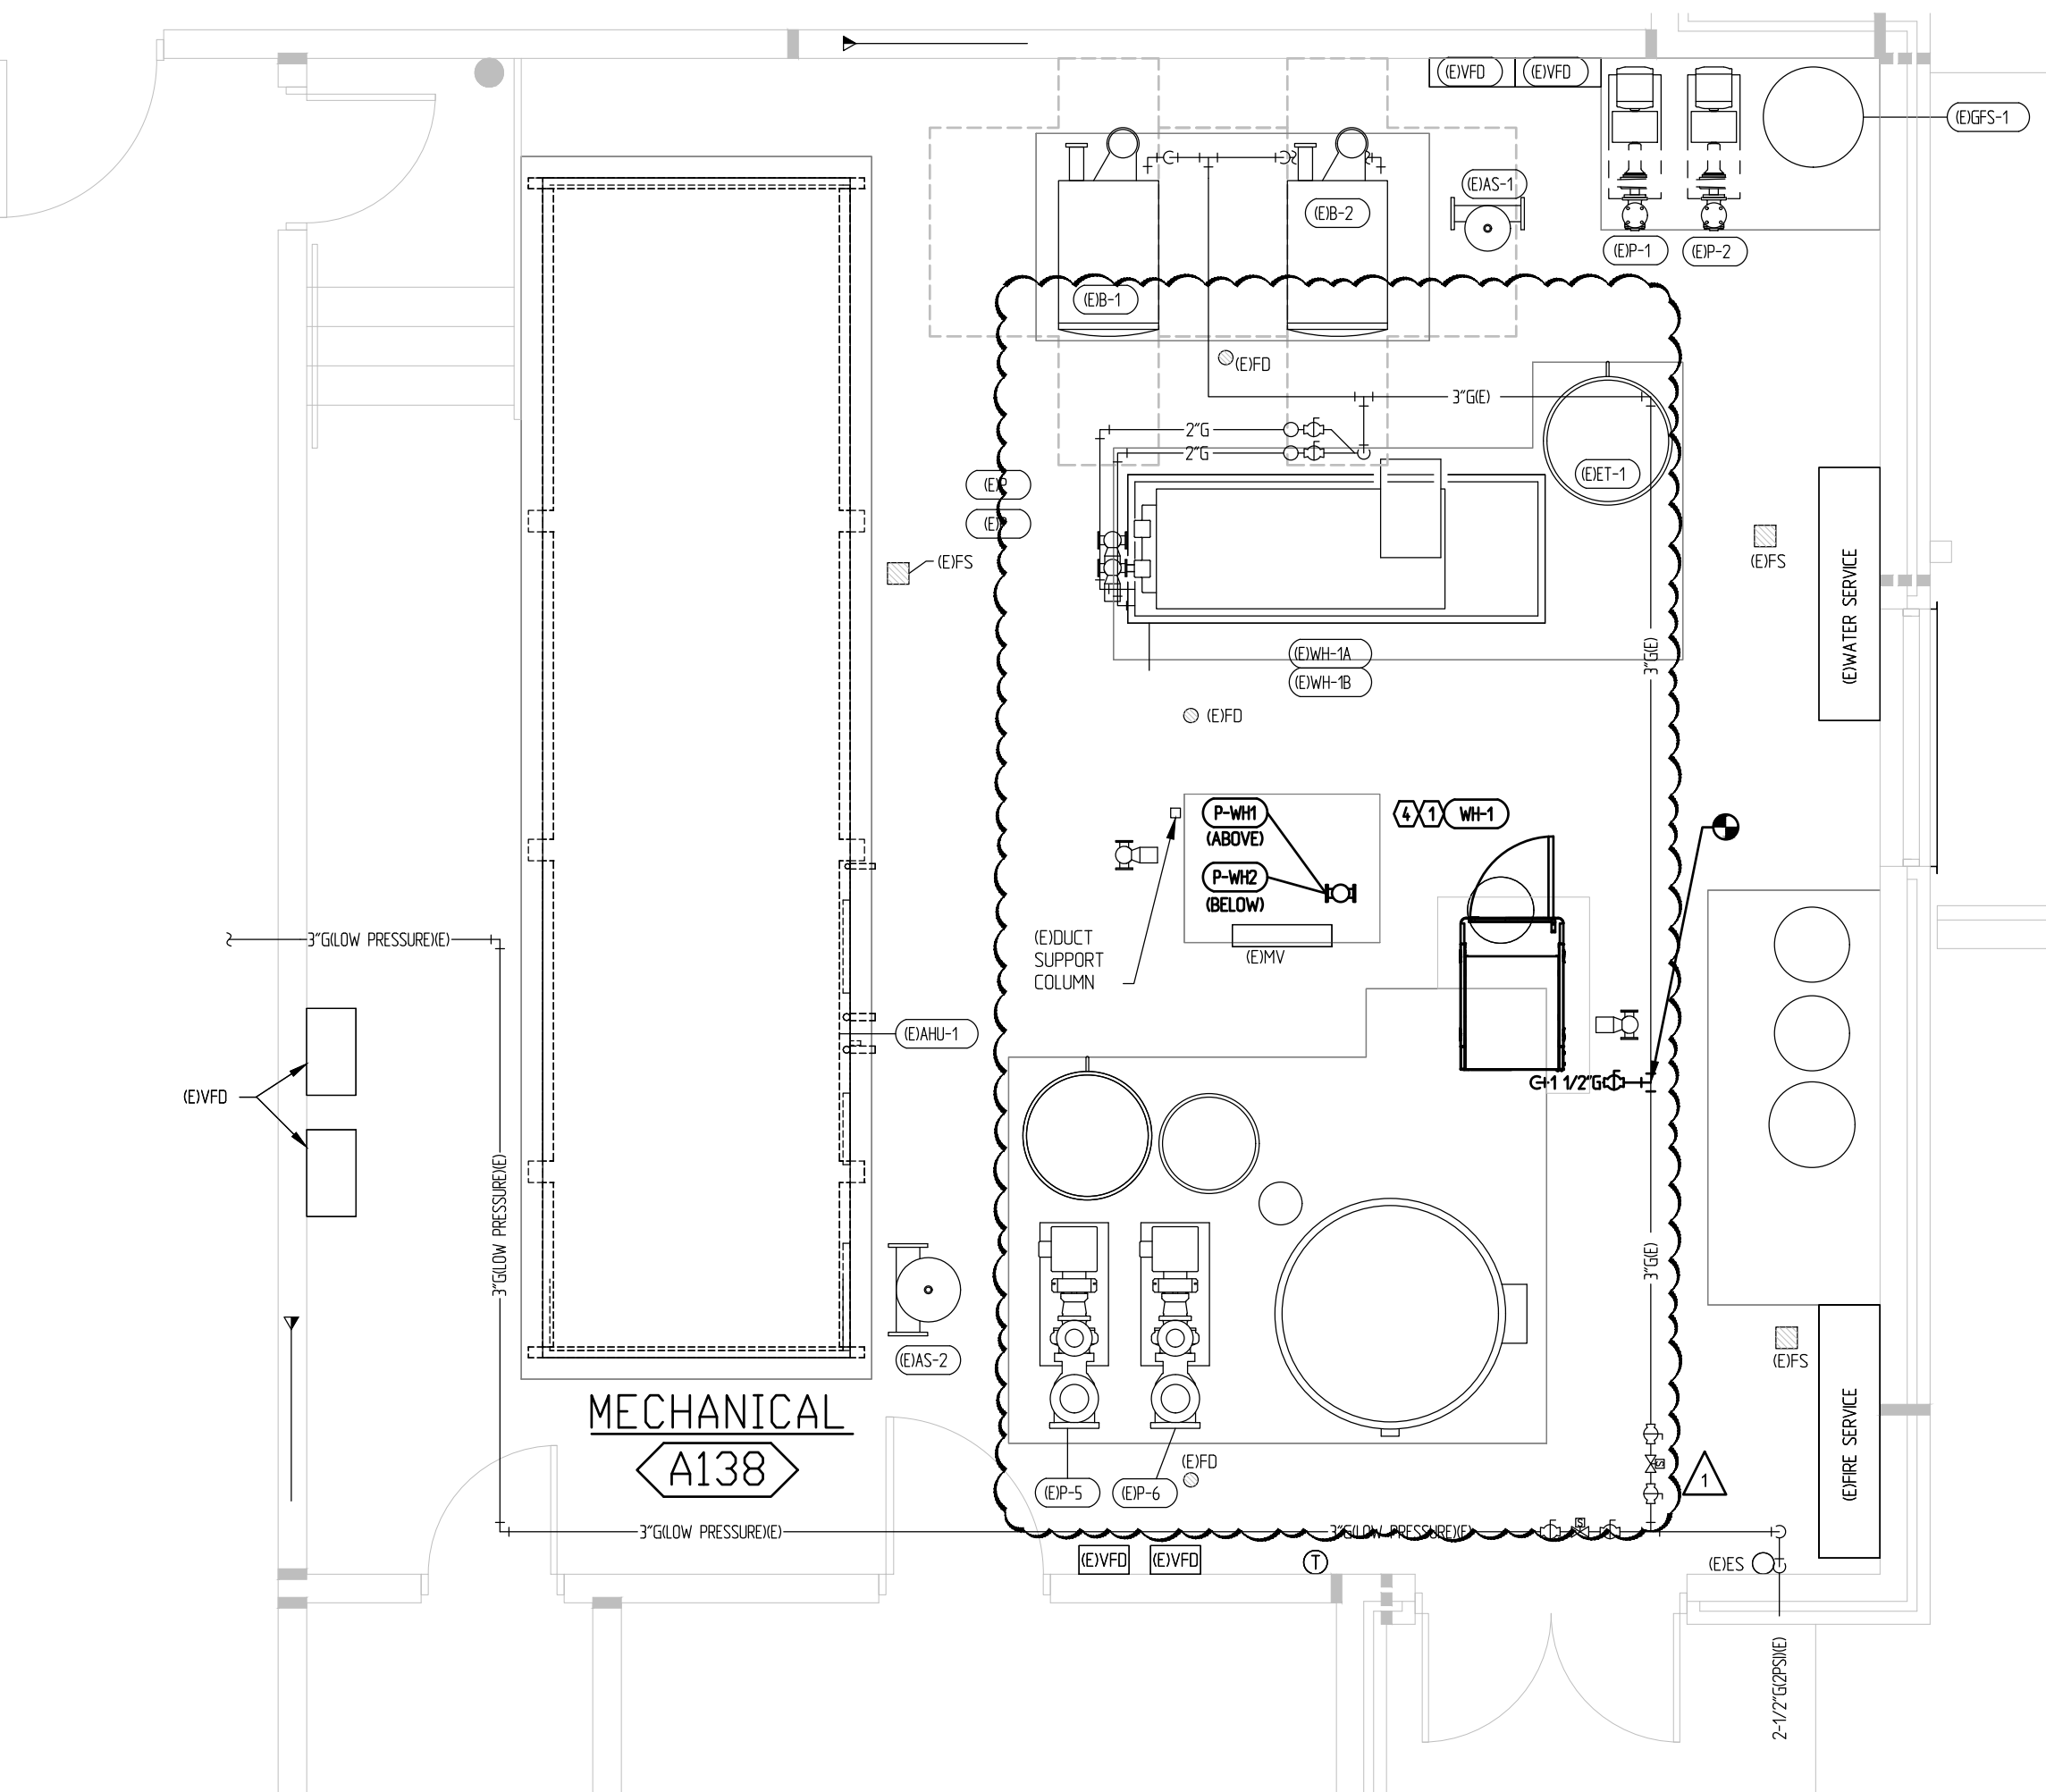 (E)VFD
(E)VFD
(E)GFS-1
(E)AS-1
(E)B-2
(E)P-1
(E)P-2
(E)B-1
(E)FD
3"G(E)
2"G
2"G
(E)ET-1
(E)P
(E)P
(E)FS
(E)FS
(E)WATER SERVICE
(E)WH-1A
(E)WH-1B
3"G(E)
(E)FD
P-WH1
(ABOVE)
4
1
WH-1
P-WH2
(BELOW)
3"G(LOW PRESSURE)(E)
(E)DUCT
SUPPORT
COLUMN
(E)MV
(E)AHU-1
(E)VFD
1 1/2"G
3"G(LOW PRESSURE)(E)
3"G(E)
(E)AS-2
(E)FS
MECHANICAL
A138
(E)FIRE SERVICE
(E)FD
(E)P-5
(E)P-6
S
1
3"G(LOW PRESSURE)(E)
3"G(LOW PRESSURE)(E)
S
(E)VFD
(E)VFD
T
(E)ES
2-1/2"G(2PSI)(E)